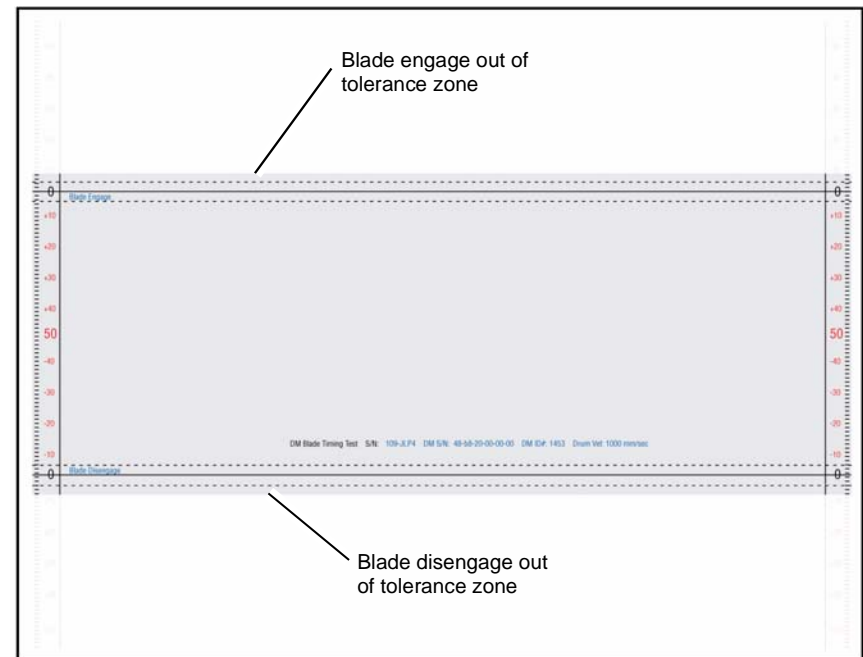 Blade engage out of
tolerance zone
0 0
Blade Engage
+10 +10
+20 +20
+30 +30
+40 +40
50 50
-40 -40
-30 -30
-20 -20
DM Blade Timing Test S/N: 109-JLP4 DM S/N: 48-b8-20-00-00-00 DM ID#: 1453 Drum Vel: 1000 mm/sec
-10 -10
Blade Disengage
0 0
Blade disengage out
of tolerance zone